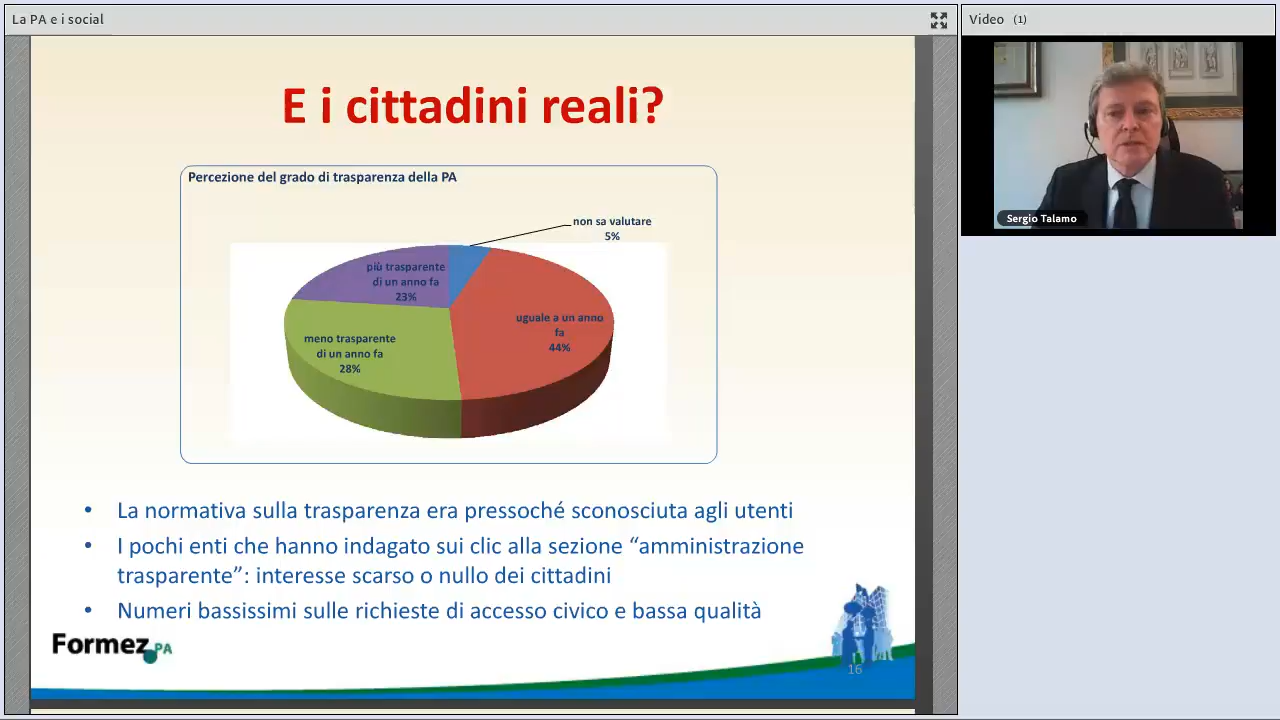 La PA e i social
Video (1)
E i cittadini reali?
Percezione del grado di trasparenza della PA
non sa valutare
5%
più trasparente
di un anno fa
23%
uguale a un anno
fa
44%
meno trasparente
di un anno fa
28%
Sergio Talamo
• La normativa sulla trasparenza era pressoché sconosciuta agli utenti
• I pochi enti che hanno indagato sui clic alla sezione “amministrazione
trasparente”: interesse scarso o nullo dei cittadini
• Numeri bassissimi sulle richieste di accesso civico e bassa qualità
Formez PA
16